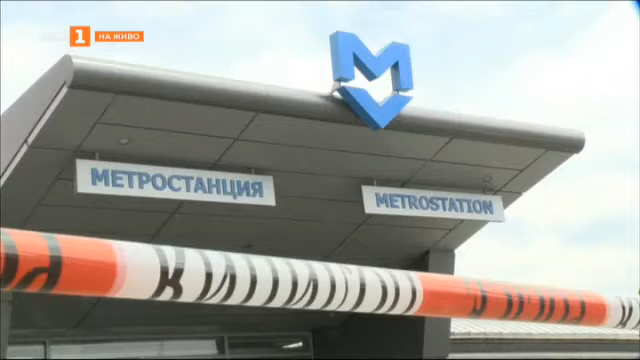 1 НА ЖИВО
М
МЕТРОСТАНЦИЯ
METROSTATION